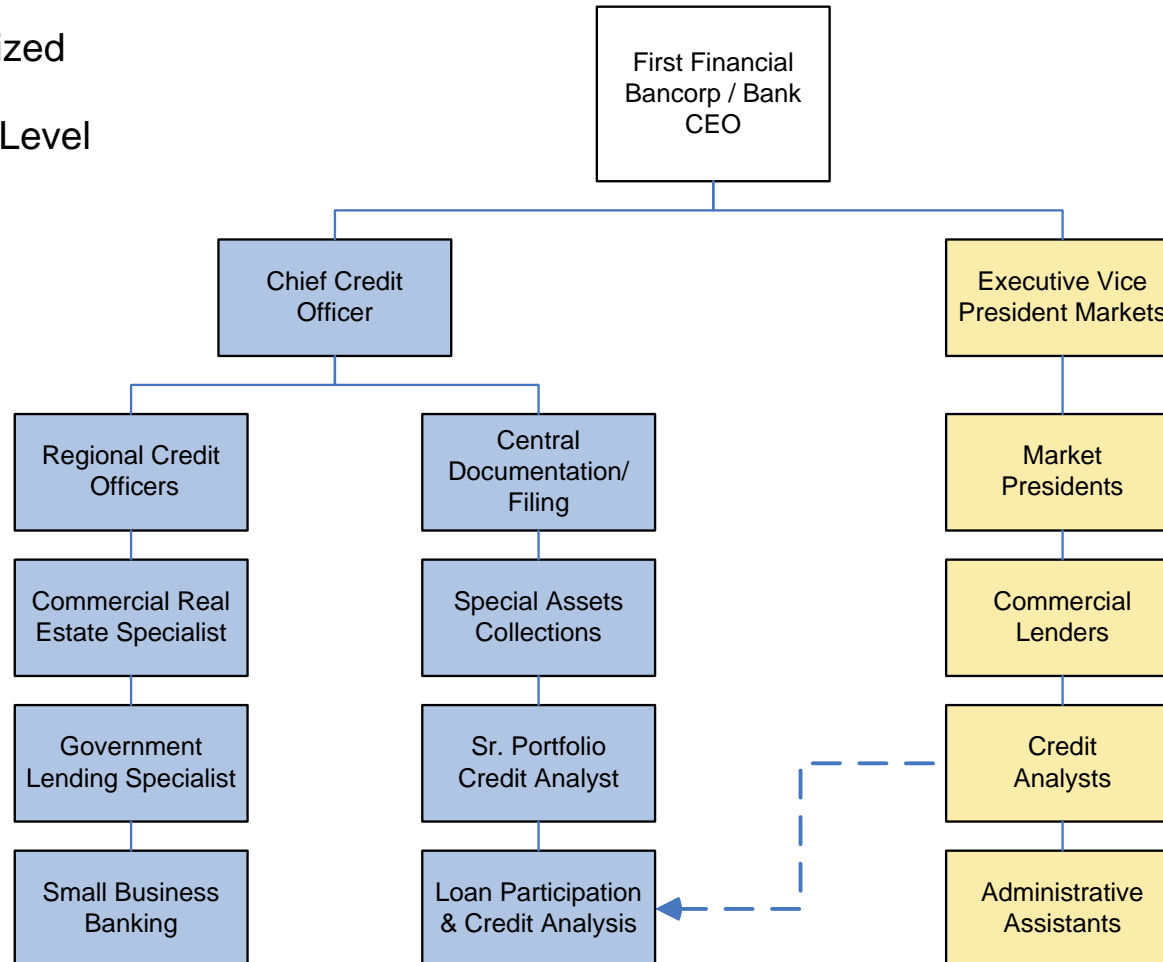 ized
Level
First Financial
Bancorp / Bank
CEO
Chief Credit
Officer
Executive Vice
President Markets
Regional Credit
Officers
Central
Documentation/
Filing
Market
Presidents
Commercial Real
Estate Specialist
Special Assets
Collections
Commercial
Lenders
Government
Lending Specialist
Sr. Portfolio
Credit Analyst
Credit
Analysts
Small Business
Banking
Loan Participation
& Credit Analysis
Administrative
Assistants